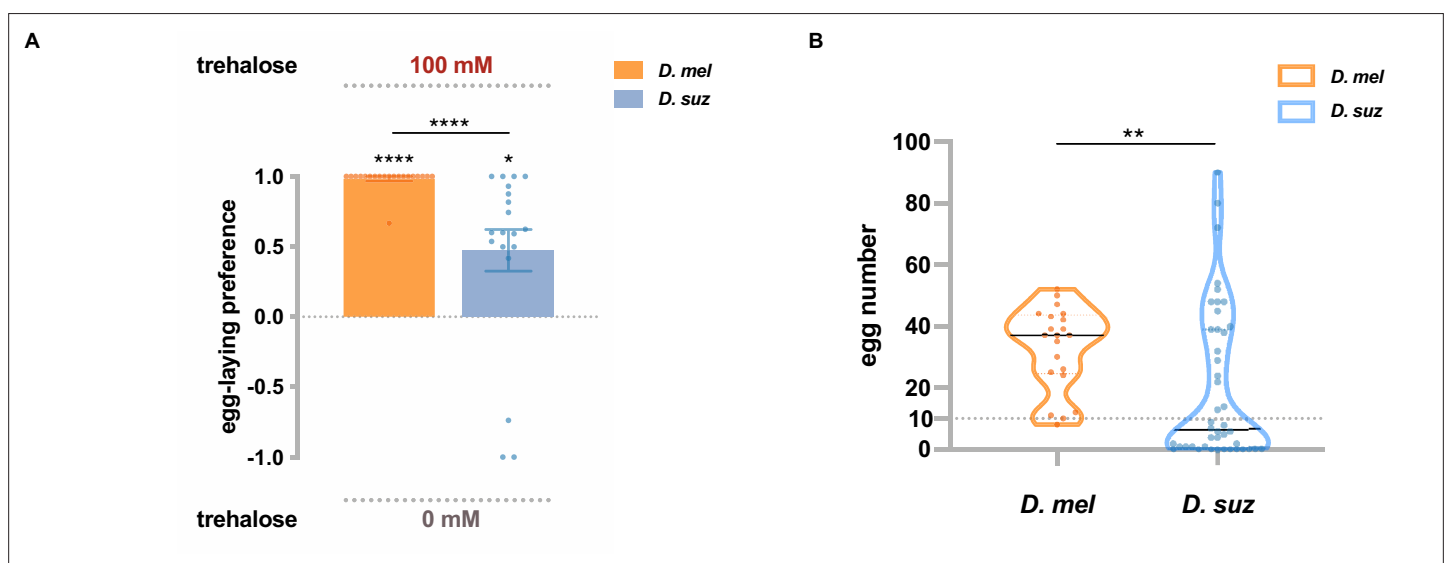 A
trehalose 100 mM
D. mel
D. suz
****
**** *
1.0
0.5
0.0
-0.5
-1.0
egg-laying preference
trehalose 0 mM
B
D. mel
D. suz
**
100
80
60
40
20
10
0
egg number
D. mel D. suz